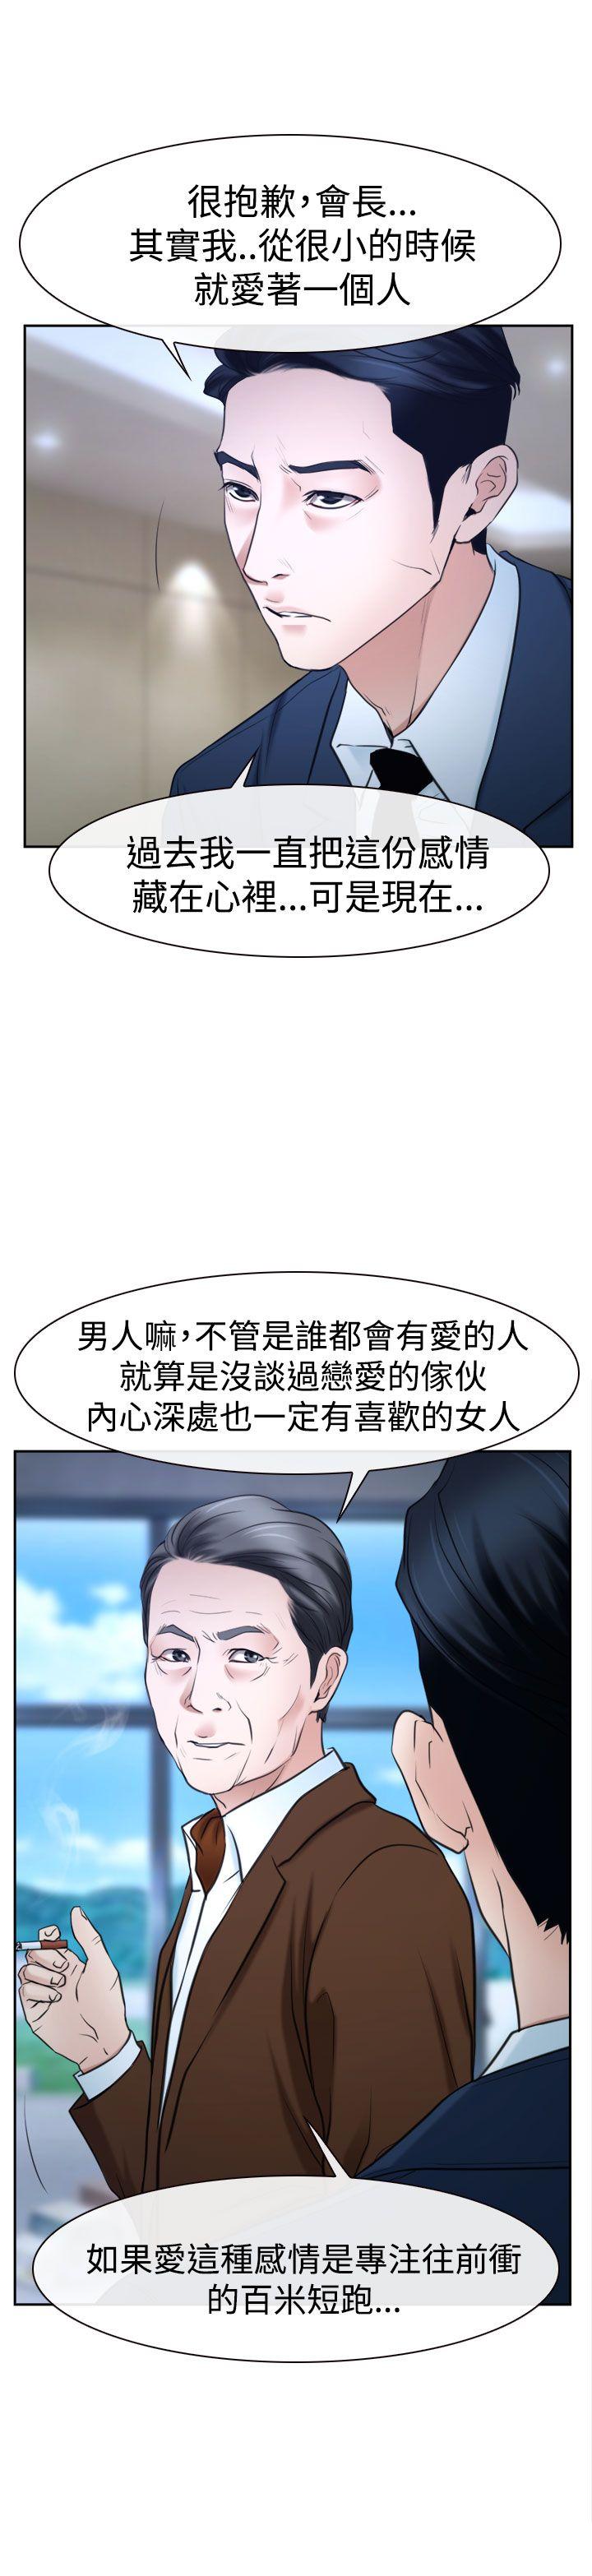 很抱歉,會長...
其實我..從很小的時候
就愛著一個人
過去我一直把這份感情
藏在心裡...可是現在...
男人嘛,不管是誰都會有愛的人
就算是沒談過戀愛的傢伙
內心深處也一定有喜歡的女人
如果愛這種感情是專注往前衝
的百米短跑...